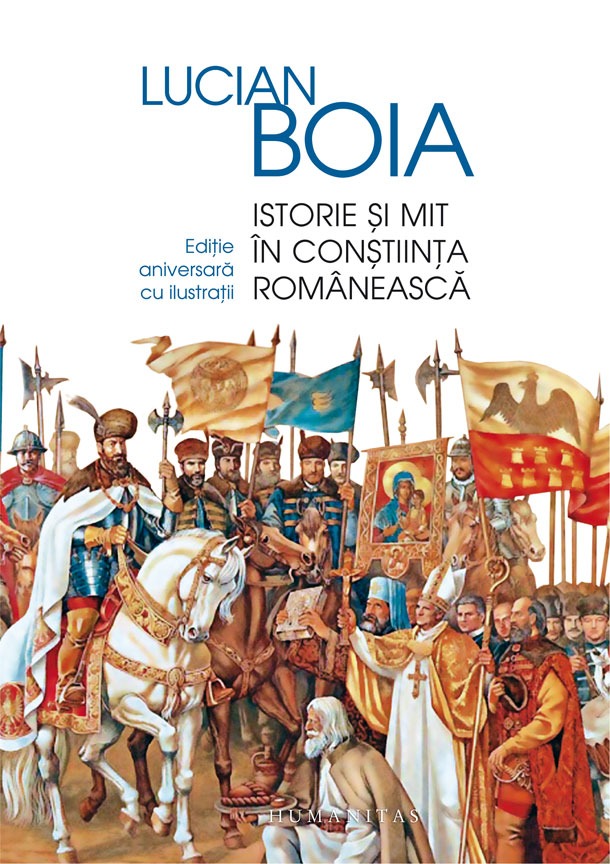 LUCIAN
BOIA
ISTORIE ȘI MIT
ÎN CONȘTIINȚA
ROMÂNEASCĂ
Ediție
aniversară
cu ilustrații
HUMANITAS